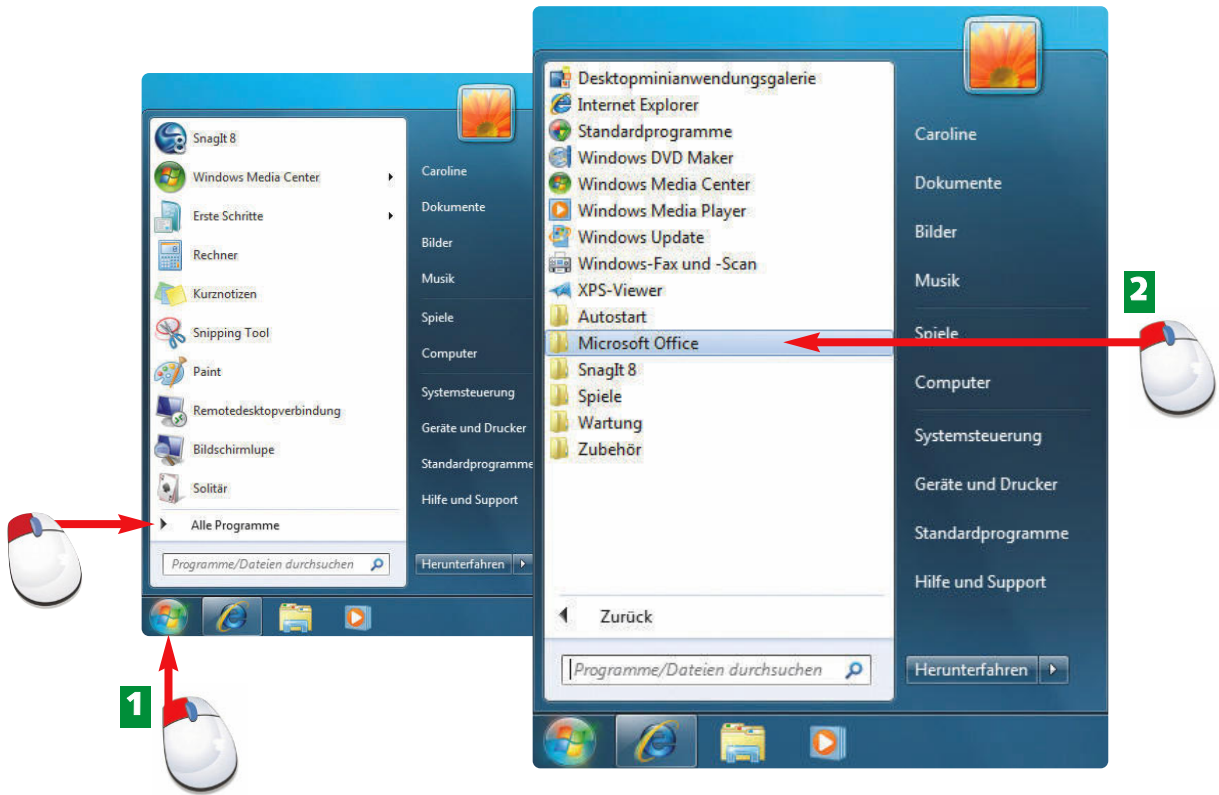 SnagIt 8
Windows Media Center
Erste Schritte
Rechner
Kurznotizen
Snipping Tool
Paint
Remotedesktopverbindung
Bildschirmlupe
Solitär
Alle Programme
Programme/Dateien durchsuchen
Caroline
Dokumente
Bilder
Musik
Spiele
Computer
Systemsteuerung
Geräte und Drucker
Standardprogramme
Hilfe und Support
Herunterfahren
1
Desktopminianwendungsgalerie
Internet Explorer
Standardprogramme
Windows DVD Maker
Windows Media Center
Windows Media Player
Windows Update
Windows-Fax und -Scan
XPS-Viewer
Autostart
Microsoft Office
SnagIt 8
Spiele
Wartung
Zubehör
Zurück
Programme/Dateien durchsuchen
Caroline
Dokumente
Bilder
Musik
Spiele
Computer
Systemsteuerung
Geräte und Drucker
Standardprogramme
Hilfe und Support
Herunterfahren
2